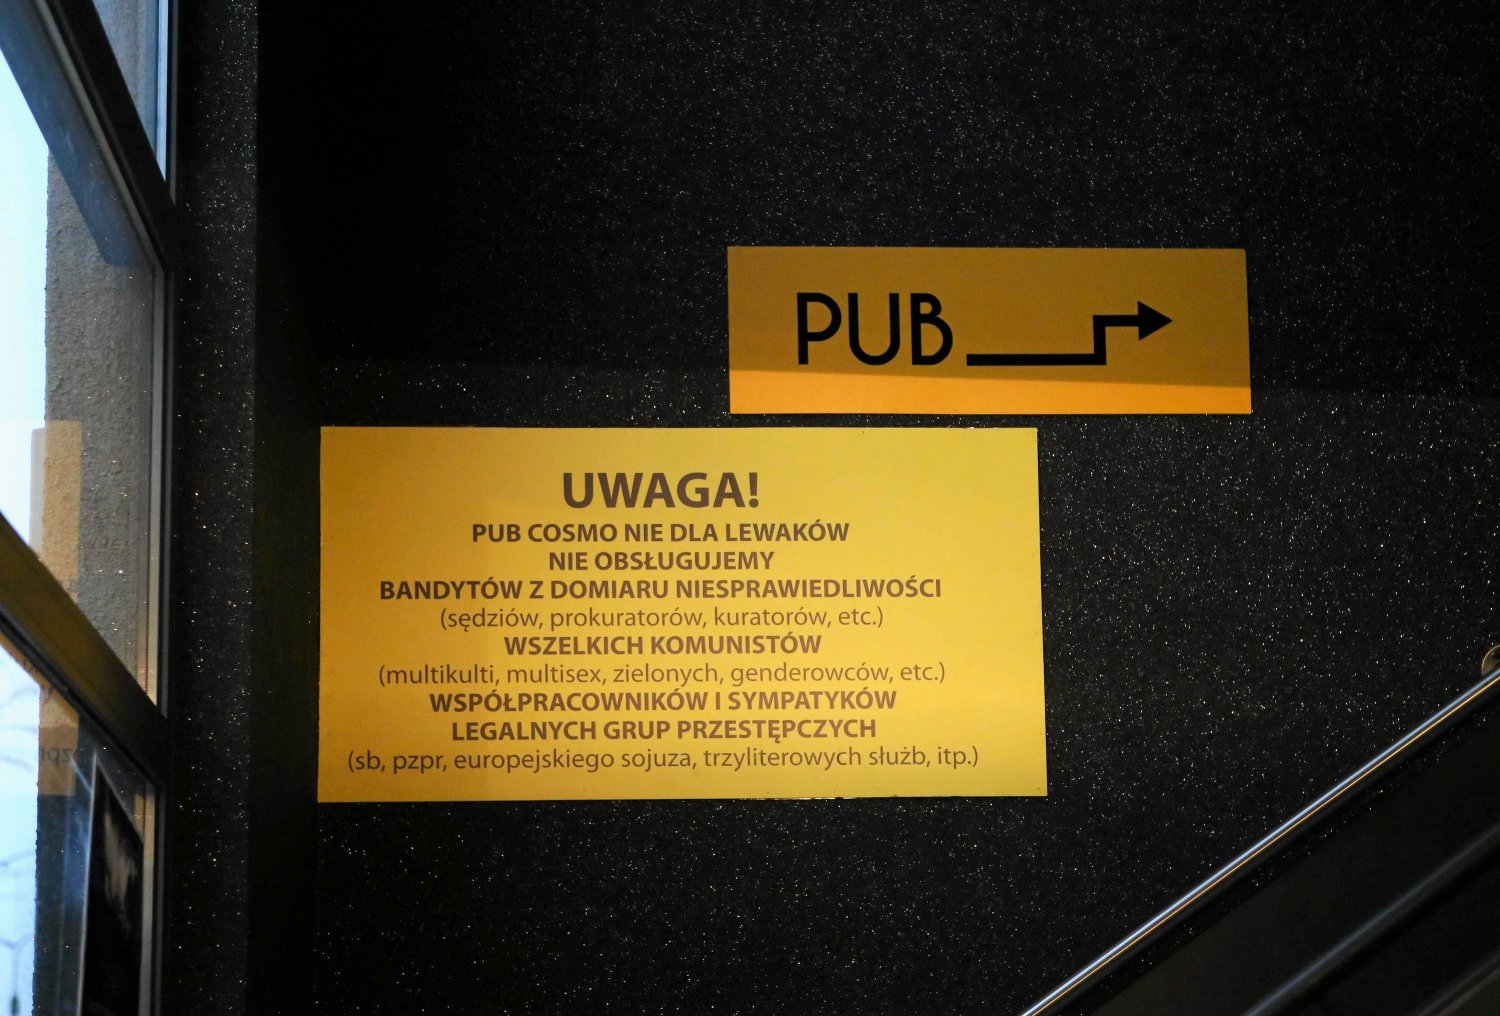 PUB
UWAGA!
PUB COSMO NIE DLA LEWAKÓW
NIE OBSŁUGUJEMY
BANDYTÓW Z DOMIARU NIESPRAWIEDLIWOŚCI
(sędziów, prokuratorów, kuratorów, etc.)
WSZELKICH KOMUNISTÓW
(multikulti, multisex, zielonych, genderowców, etc.)
WSPÓŁPRACOWNIKÓW I SYMPATYKÓW
LEGALNYCH GRUP PRZESTĘPCZYCH
(sb, pzpr, europejskiego sojuza, trzyliterowych służb, itp.)